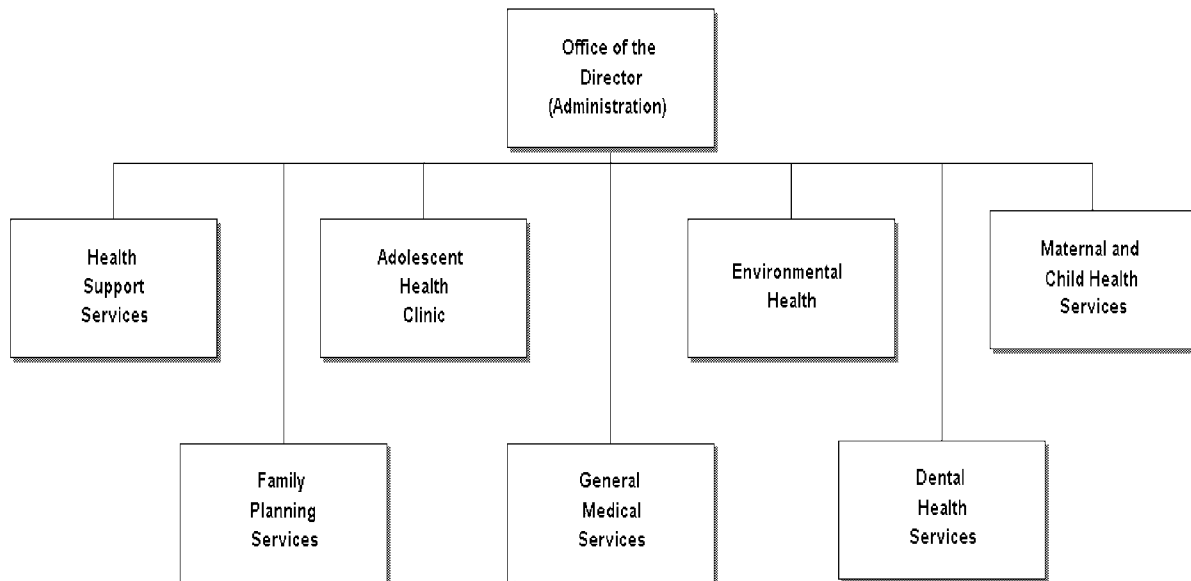 Office of the
Director
(Administration)
Health
Support
Services
Adolescent
Health
Clinic
Environmental
Health
Maternal and
Child Health
Services
Family
Planning
Services
General
Medical
Services
Dental
Health
Services